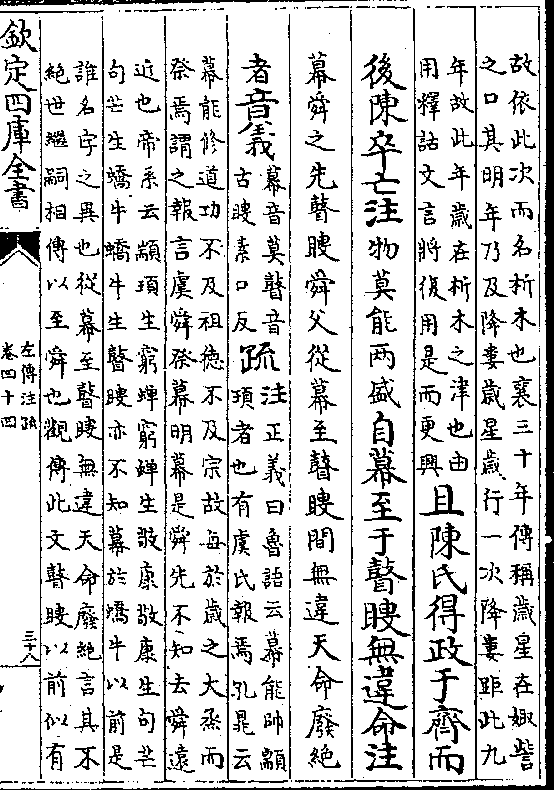 故依此次而名析木也襄三十年傳稱歳星在娵訾
之口其明年乃及降婁歳星歳行一次降婁距此九
年故此年歳在析木之津也由
用釋詁文言將復用是而更興
且陳氏得政于齊而
後陳卒亡注物莫能兩盛自幕至于瞽瞍無違命注
幕舜之先瞽瞍舜父從幕至瞽瞍間無違天命廢絶
者音義
幕音莫瞽音
古瞍素口反
疏注
正義曰魯語云幕能帥顓
頊者也有虞氏報焉孔晁云
幕能修道功不及祖徳不及宗故每於歳之大烝而
祭焉謂之報言虞舜祭幕明幕是舜先不知去舜遠
近也帝系云顓頊生窮蟬窮蟬生敬康敬康生句芒
句芒生蟜牛蟜牛生瞽瞍亦不知幕於蟜牛以前是
誰名字之異也從幕至瞽瞍無違天命廢絶言其不
絶世繼嗣相傳以至舜也觀傳此文瞽瞍以前似有
欽定四庫全書
左傳注疏
卷四十四
三十八